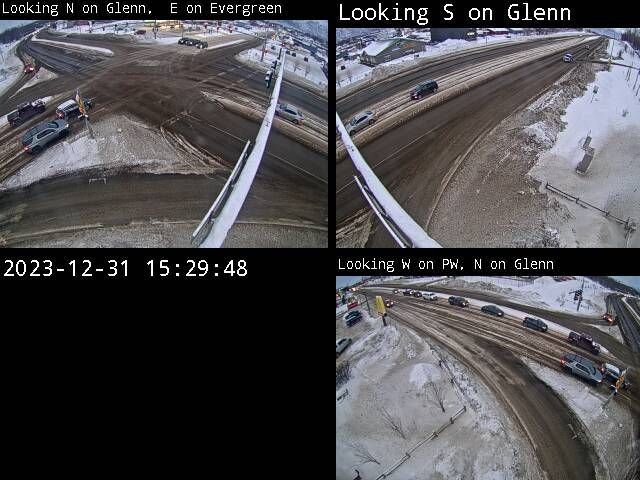 Looking N on Glenn,  E on Evergreen
Looking S on Glenn
2023-12-31 15:29:48
Looking W on PW, N on Glenn